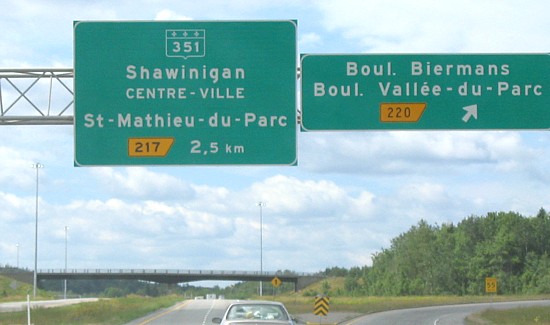 351
Shawinigan
CENTRE-VILLE
St-Mathieu-du-Parc
217 2,5 km
Boul. Biermans
Boul. Vallée-du-Parc
220